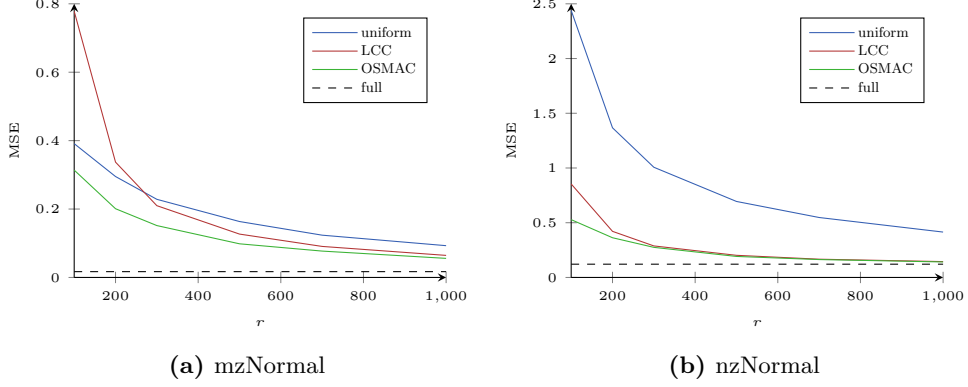 0.8
0.6
0.4
0.2
0
MSE
200
400
600
800
1,000
r
uniform
LCC
OSMAC
full
(a) mzNormal
2.5
2
1.5
1
0.5
0
MSE
200
400
600
800
1,000
r
uniform
LCC
OSMAC
full
(b) nzNormal